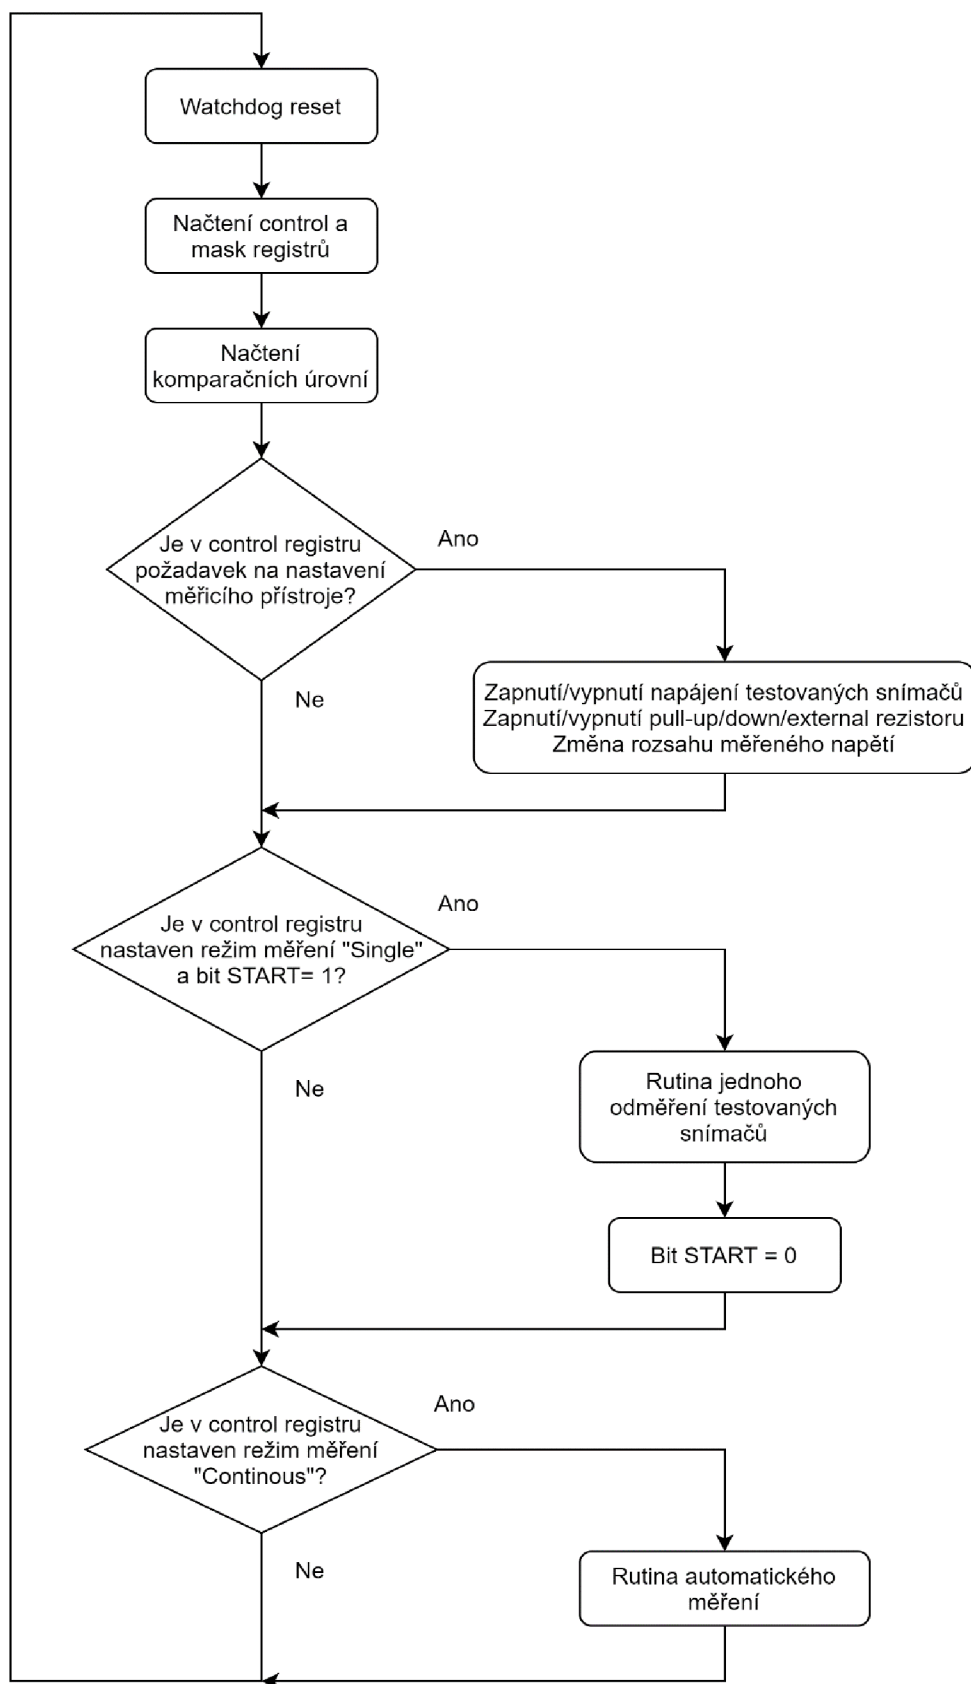 Watchdog reset
Načtení control a
mask registrů
Načtení
komparačních úrovní
Je v control registru
požadavek na nastavení
měřicího přístroje?
Ano
Ne
Zapnutí/vypnutí napájení testovaných snímačů
Zapnutí/vypnutí pull-up/down/external rezistoru
Změna rozsahu měřeného napětí
Je v control registru
nastaven režim měření "Single"
a bit START= 1?
Ano
Ne
Rutina jednoho
odměření testovaných
snímačů
Bit START = 0
Je v control registru
nastaven režim měření
"Continous"?
Ano
Ne
Rutina automatického
měření